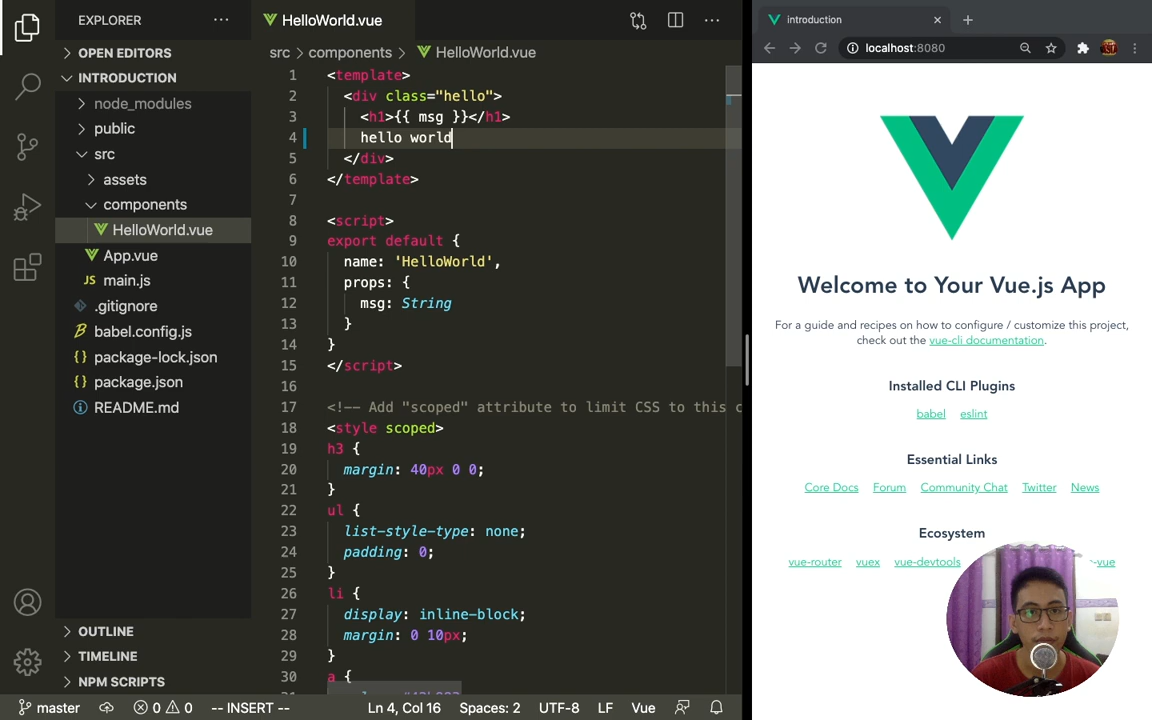 EXPLORER
OPEN EDITORS
INTRODUCTION
node_modules
public
src
assets
components
HelloWorld.vue
App.vue
JS main.js
.gitignore
babel.config.js
{} package-lock.json
{} package.json
README.md
OUTLINE
TIMELINE
NPM SCRIPTS
HelloWorld.vue
src > components > HelloWorld.vue
1 <template>
2 <div class="hello">
3 <h1>{{ msg }}</h1>
4 hello world
5 </div>
6 </template>
7
8 <script>
9 export default {
10 name: 'HelloWorld',
11 props: {
12 msg: String
13 }
14 }
15 </script>
16
17 <!-- Add "scoped" attribute to limit CSS to this c
18 <style scoped>
19 h3 {
20 margin: 40px 0 0;
21 }
22 ul {
23 list-style-type: none;
24 padding: 0;
25 }
26 li {
27 display: inline-block;
28 margin: 0 10px;
29 }
30 a {
master 0 0 -- INSERT -- Ln 4, Col 16 Spaces: 2 UTF-8 LF Vue
introduction
localhost:8080
Welcome to Your Vue.js App
For a guide and recipes on how to configure / customize this project,
check out the vue-cli documentation.
Installed CLI Plugins
babel eslint
Essential Links
Core Docs Forum Community Chat Twitter News
Ecosystem
vue-router vuex vue-devtools -vue